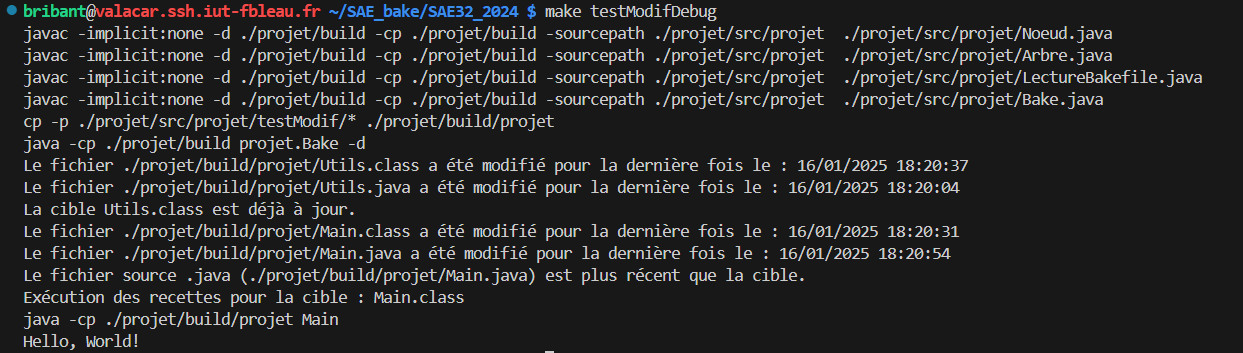 bribant@valacar.ssh.iut-fbleau.fr ~/SAE_bake/SAE32_2024 $ make testModifDebug
javac -implicit:none -d ./projet/build -cp ./projet/build -sourcepath ./projet/src/projet  ./projet/src/projet/Noeud.java
javac -implicit:none -d ./projet/build -cp ./projet/build -sourcepath ./projet/src/projet  ./projet/src/projet/Arbre.java
javac -implicit:none -d ./projet/build -cp ./projet/build -sourcepath ./projet/src/projet  ./projet/src/projet/LectureBakefile.java
javac -implicit:none -d ./projet/build -cp ./projet/build -sourcepath ./projet/src/projet  ./projet/src/projet/Bake.java
cp -p ./projet/src/projet/testModif/* ./projet/build/projet
java -cp ./projet/build projet.Bake -d
Le fichier ./projet/build/projet/Utils.class a été modifié pour la dernière fois le : 16/01/2025 18:20:37
Le fichier ./projet/build/projet/Utils.java a été modifié pour la dernière fois le : 16/01/2025 18:20:04
La cible Utils.class est déjà à jour.
Le fichier ./projet/build/projet/Main.class a été modifié pour la dernière fois le : 16/01/2025 18:20:31
Le fichier ./projet/build/projet/Main.java a été modifié pour la dernière fois le : 16/01/2025 18:20:54
Le fichier source .java (./projet/build/projet/Main.java) est plus récent que la cible.
Exécution des recettes pour la cible : Main.class
java -cp ./projet/build/projet Main
Hello, World!